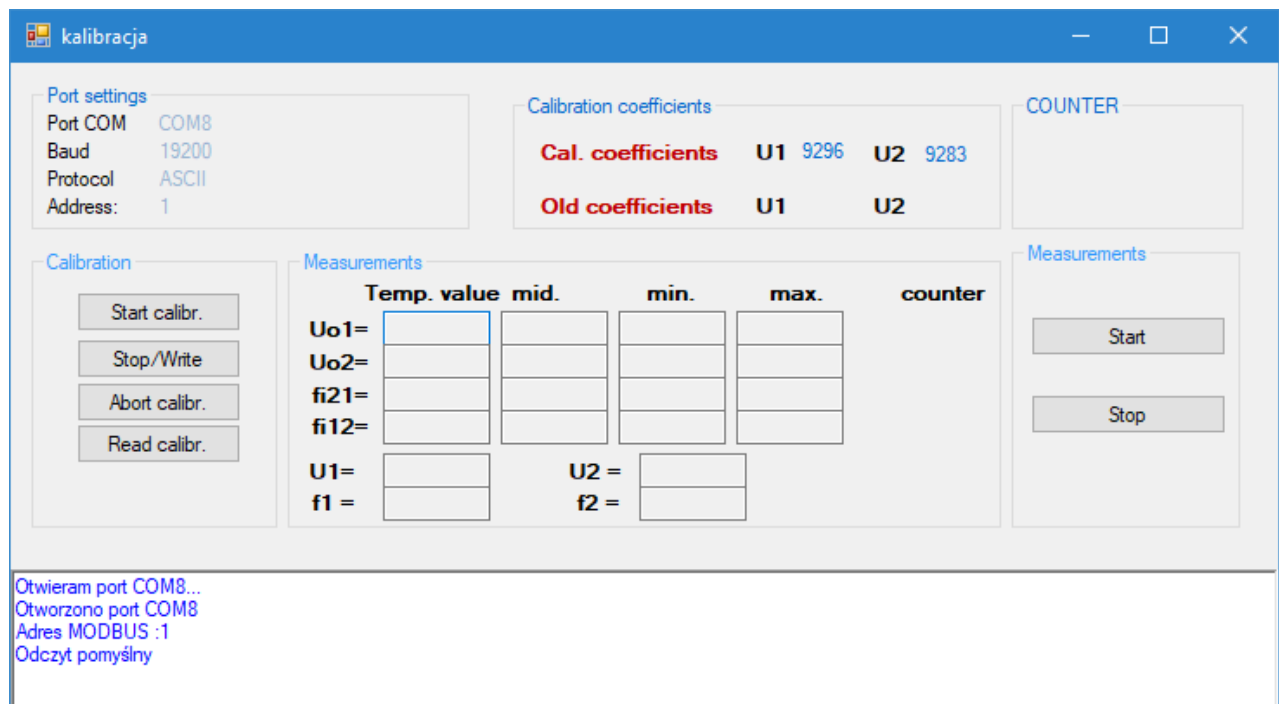 kalibracja
Port settings
Port COM COM8
Baud 19200
Protocol ASCII
Address: 1
Calibration coefficients
Cal. coefficients U1 9296 U2 9283
Old coefficients U1 U2
COUNTER
Calibration
Start calibr.
Stop/Write
Abort calibr.
Read calibr.
Measurements
Temp. value mid. min. max. counter
Uo1=
Uo2=
fi21=
fi12=
U1= U2 =
f1 = f2 =
Measurements
Start
Stop
Otwieram port COM8...
Otworzono port COM8
Adres MODBUS :1
Odczyt pomyślny